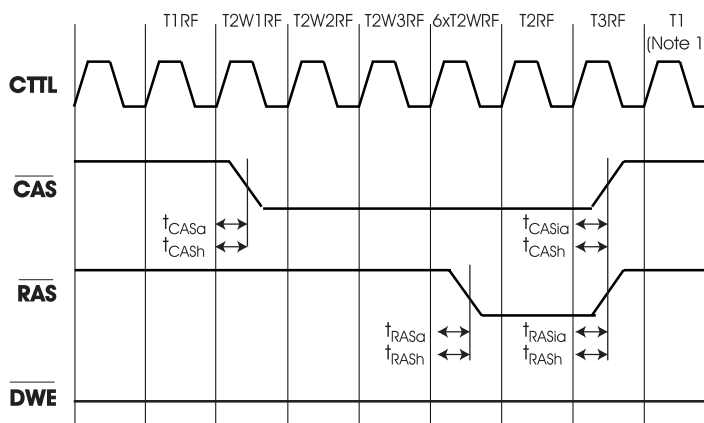 T1RF T2W1RF T2W2RF T2W3RF 6xT2WRF T2RF T3RF T1
(Note 1
CTTL
CAS
tCASa tCASia
tCASh tCASh
RAS
tRASa tRASia
tRASh tRASh
DWE